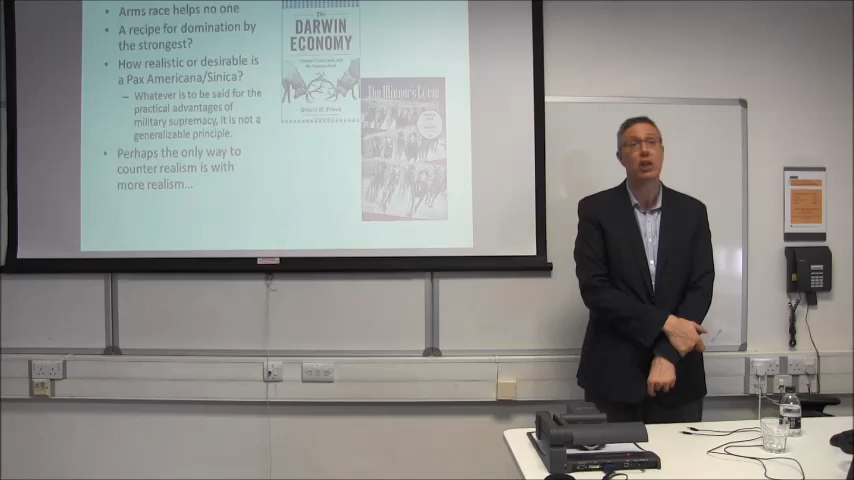 • Arms race helps no one
• A recipe for domination by
the strongest?
• How realistic or desirable is
a Pax Americana/Sinica?
– Whatever is to be said for the
practical advantages of
military supremacy, it is not a
generalizable principle.
• Perhaps the only way to
counter realism is with
more realism...
The
DARWIN
ECONOMY
Robert H. Frank
The Winner's Curse